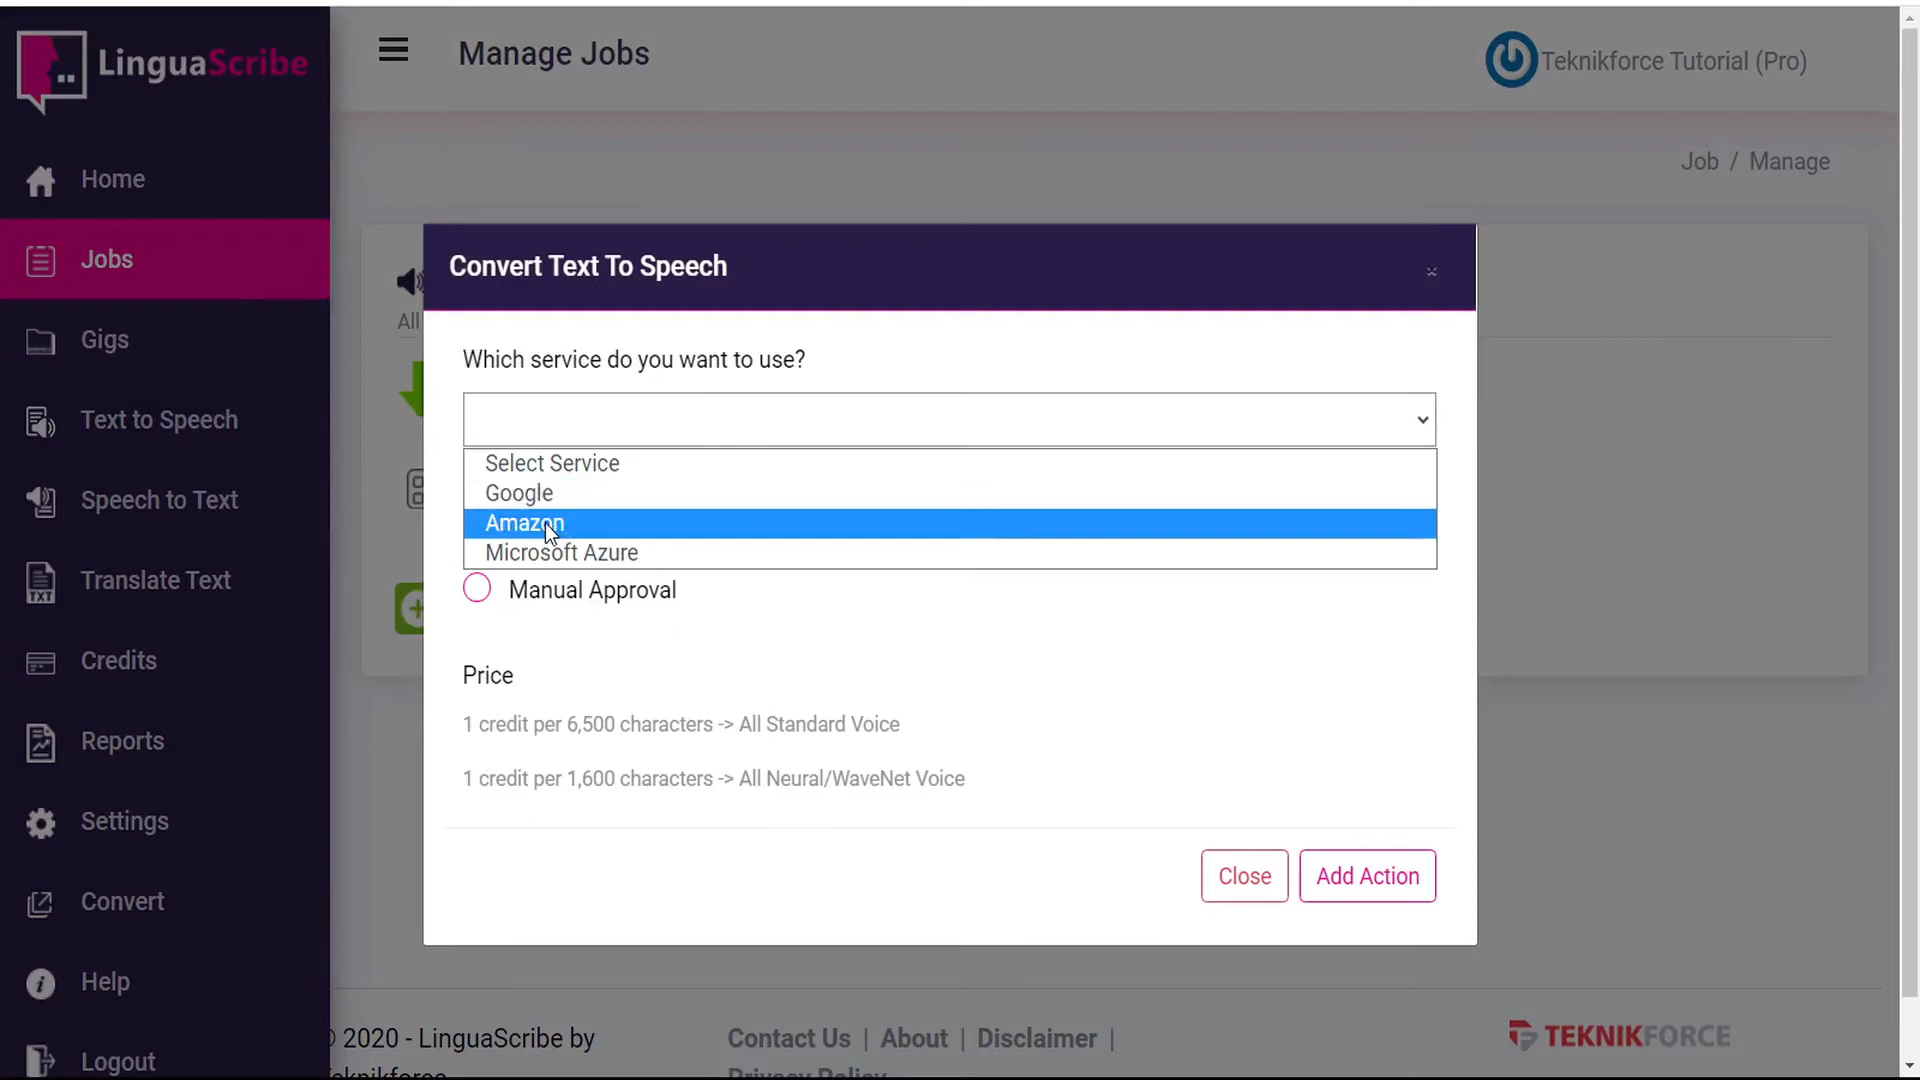 LinguaScribe
Manage Jobs
Teknikforce Tutorial (Pro)
Job / Manage
Home
Jobs
Gigs
Text to Speech
Speech to Text
Translate Text
TXT
Credits
Reports
Settings
Convert
Help
Logout
All
Convert Text To Speech
Which service do you want to use?
Select Service
Google
Amazon
Microsoft Azure
Manual Approval
Price
1 credit per 6,500 characters -> All Standard Voice
1 credit per 1,600 characters -> All Neural/WaveNet Voice
Close
Add Action
© 2020 - LinguaScribe by
Teknikforce
Contact Us | About | Disclaimer |
Privacy Policy
TEKNIKFORCE